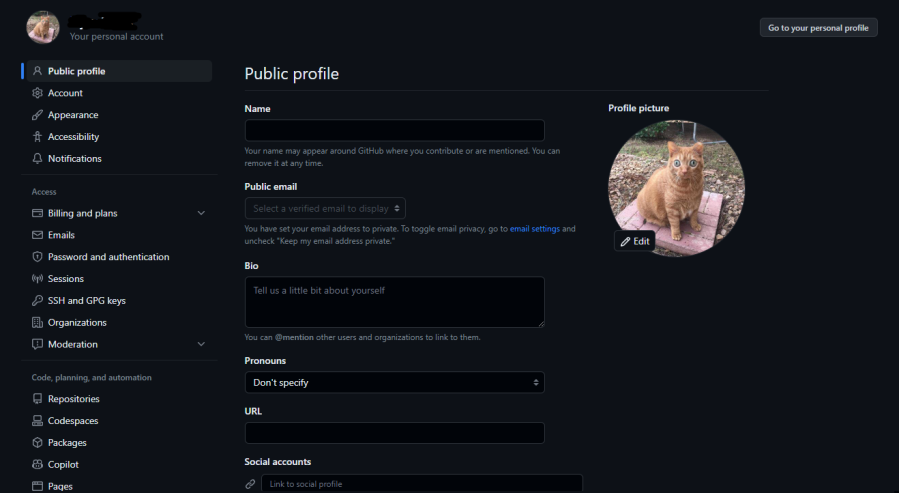 Your personal account
Go to your personal profile
Public profile
Account
Appearance
Accessibility
Notifications
Access
Billing and plans
Emails
Password and authentication
Sessions
SSH and GPG keys
Organizations
Moderation
Code, planning, and automation
Repositories
Codespaces
Packages
Copilot
Pages
Public profile
Name
Your name may appear around GitHub where you contribute or are mentioned. You can
remove it at any time.
Public email
Select a verified email to display
You have set your email address to private. To toggle email privacy, go to email settings and
uncheck "Keep my email address private."
Bio
Tell us a little bit about yourself
You can @mention other users and organizations to link to them.
Pronouns
Don't specify
URL
Social accounts
Link to social profile
Profile picture
Edit